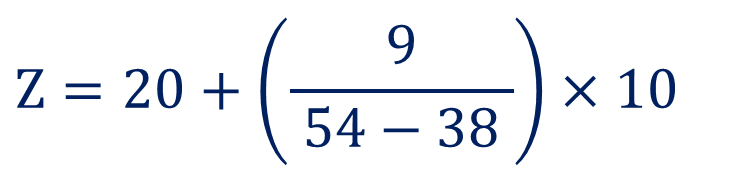 Z = 20 + (9 / (54 − 38)) × 10